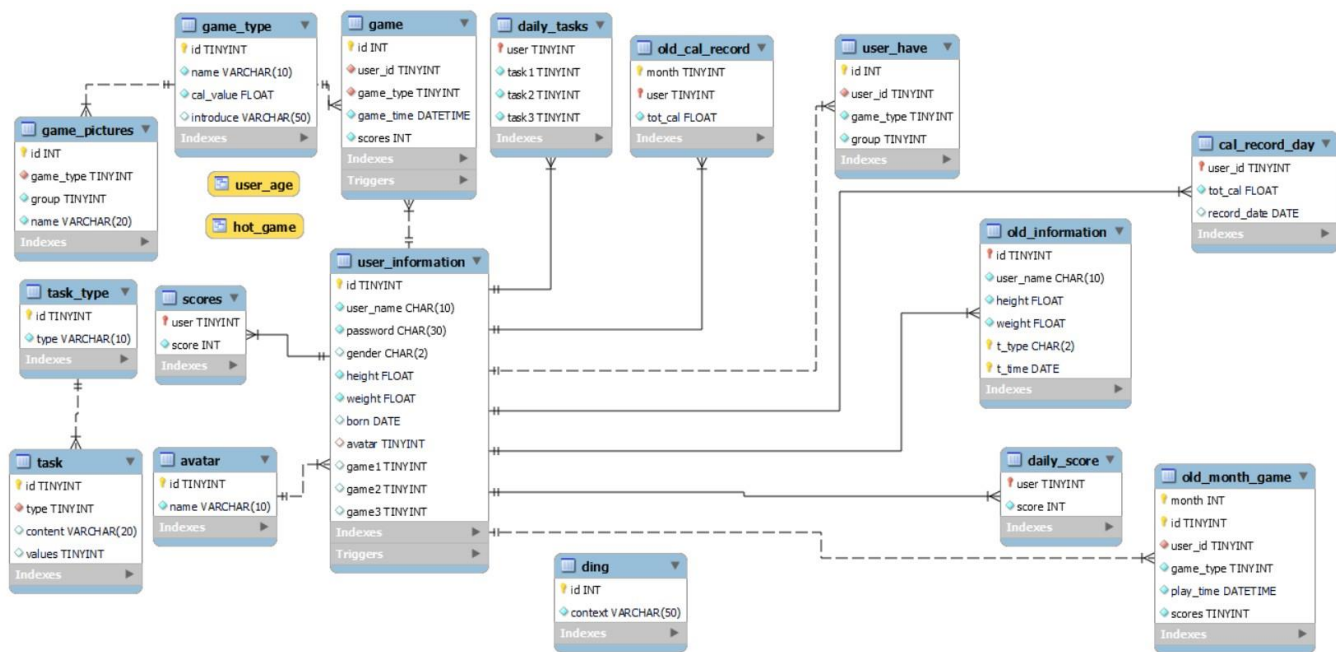 game_type
id TINYINT
name VARCHAR(10)
cal_value FLOAT
introduce VARCHAR(50)
Indexes
game
id INT
user_id TINYINT
game_type TINYINT
game_time DATETIME
scores INT
Indexes
Triggers
daily_tasks
user TINYINT
task1 TINYINT
task2 TINYINT
task3 TINYINT
Indexes
old_cal_record
month TINYINT
user TINYINT
tot_cal FLOAT
Indexes
user_have
id INT
user_id TINYINT
game_type TINYINT
group TINYINT
Indexes
game_pictures
id INT
game_type TINYINT
group TINYINT
name VARCHAR(20)
Indexes
cal_record_day
user_id TINYINT
tot_cal FLOAT
record_date DATE
Indexes
user_age
hot_game
user_information
id TINYINT
user_name CHAR(10)
password CHAR(30)
gender CHAR(2)
height FLOAT
weight FLOAT
born DATE
avatar TINYINT
game1 TINYINT
game2 TINYINT
game3 TINYINT
Indexes
Triggers
old_information
id TINYINT
user_name CHAR(10)
height FLOAT
weight FLOAT
t_type CHAR(2)
t_time DATE
Indexes
task_type
id TINYINT
type VARCHAR(10)
Indexes
scores
user TINYINT
score INT
Indexes
task
id TINYINT
type TINYINT
content VARCHAR(20)
values TINYINT
Indexes
avatar
id TINYINT
name VARCHAR(10)
Indexes
daily_score
user TINYINT
score INT
Indexes
old_month_game
month INT
id TINYINT
user_id TINYINT
game_type TINYINT
play_time DATETIME
scores TINYINT
Indexes
ding
id INT
context VARCHAR(50)
Indexes